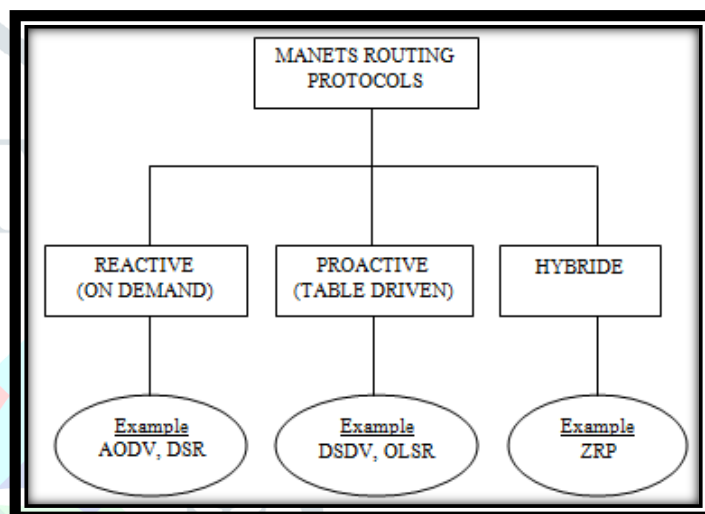 MANETS ROUTING
PROTOCOLS
REACTIVE
(ON DEMAND)
PROACTIVE
(TABLE DRIVEN)
HYBRIDE
Example
AODV, DSR
Example
DSDV, OLSR
Example
ZRP